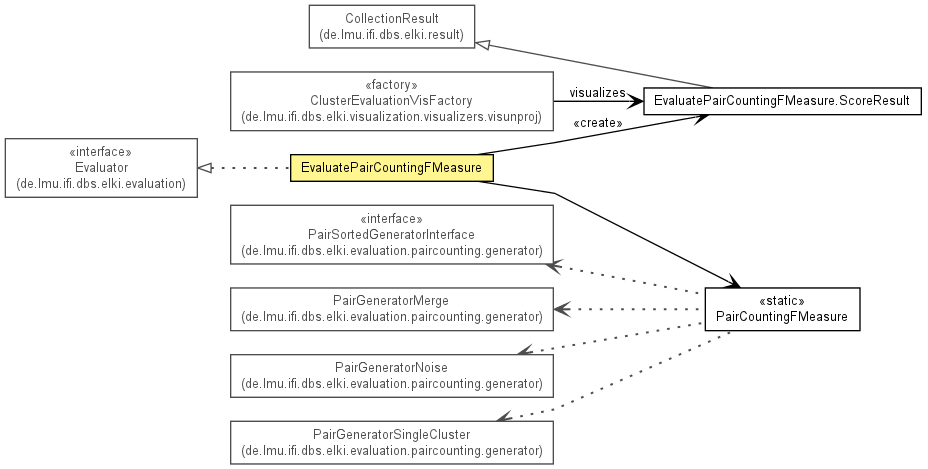 CollectionResult
(de.lmu.ifi.dbs.elki.result)
«factory»
ClusterEvaluationVisFactory
(de.lmu.ifi.dbs.elki.visualization.visualizers.visunproj)
visualizes
EvaluatePairCountingFMeasure.ScoreResult
«create»
«interface»
Evaluator
(de.lmu.ifi.dbs.elki.evaluation)
EvaluatePairCountingFMeasure
«interface»
PairSortedGeneratorInterface
(de.lmu.ifi.dbs.elki.evaluation.paircounting.generator)
PairGeneratorMerge
(de.lmu.ifi.dbs.elki.evaluation.paircounting.generator)
«static»
PairCountingFMeasure
PairGeneratorNoise
(de.lmu.ifi.dbs.elki.evaluation.paircounting.generator)
PairGeneratorSingleCluster
(de.lmu.ifi.dbs.elki.evaluation.paircounting.generator)